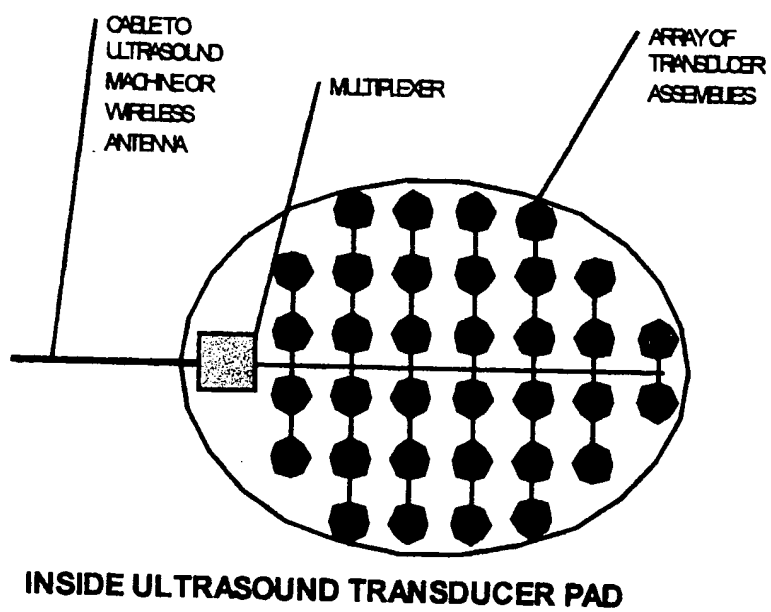 CABLE TO
ULTRASOUND
MACHINE OR
WIRELESS
ANTENNA
MULTIPLEXER
ARRAY OF
TRANSDUCER
ASSEMBLIES
INSIDE ULTRASOUND TRANSDUCER PAD